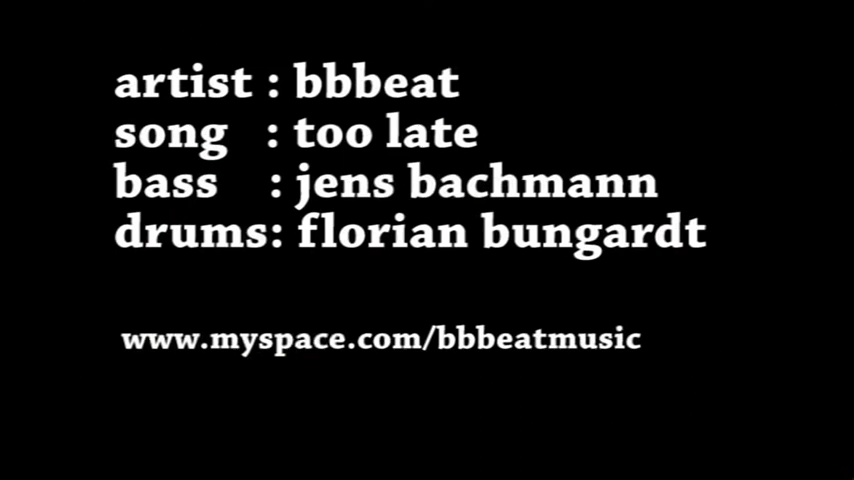 artist : bbbeat
song : too late
bass : jens bachmann
drums: florian bungardt
www.myspace.com/bbbeatmusic